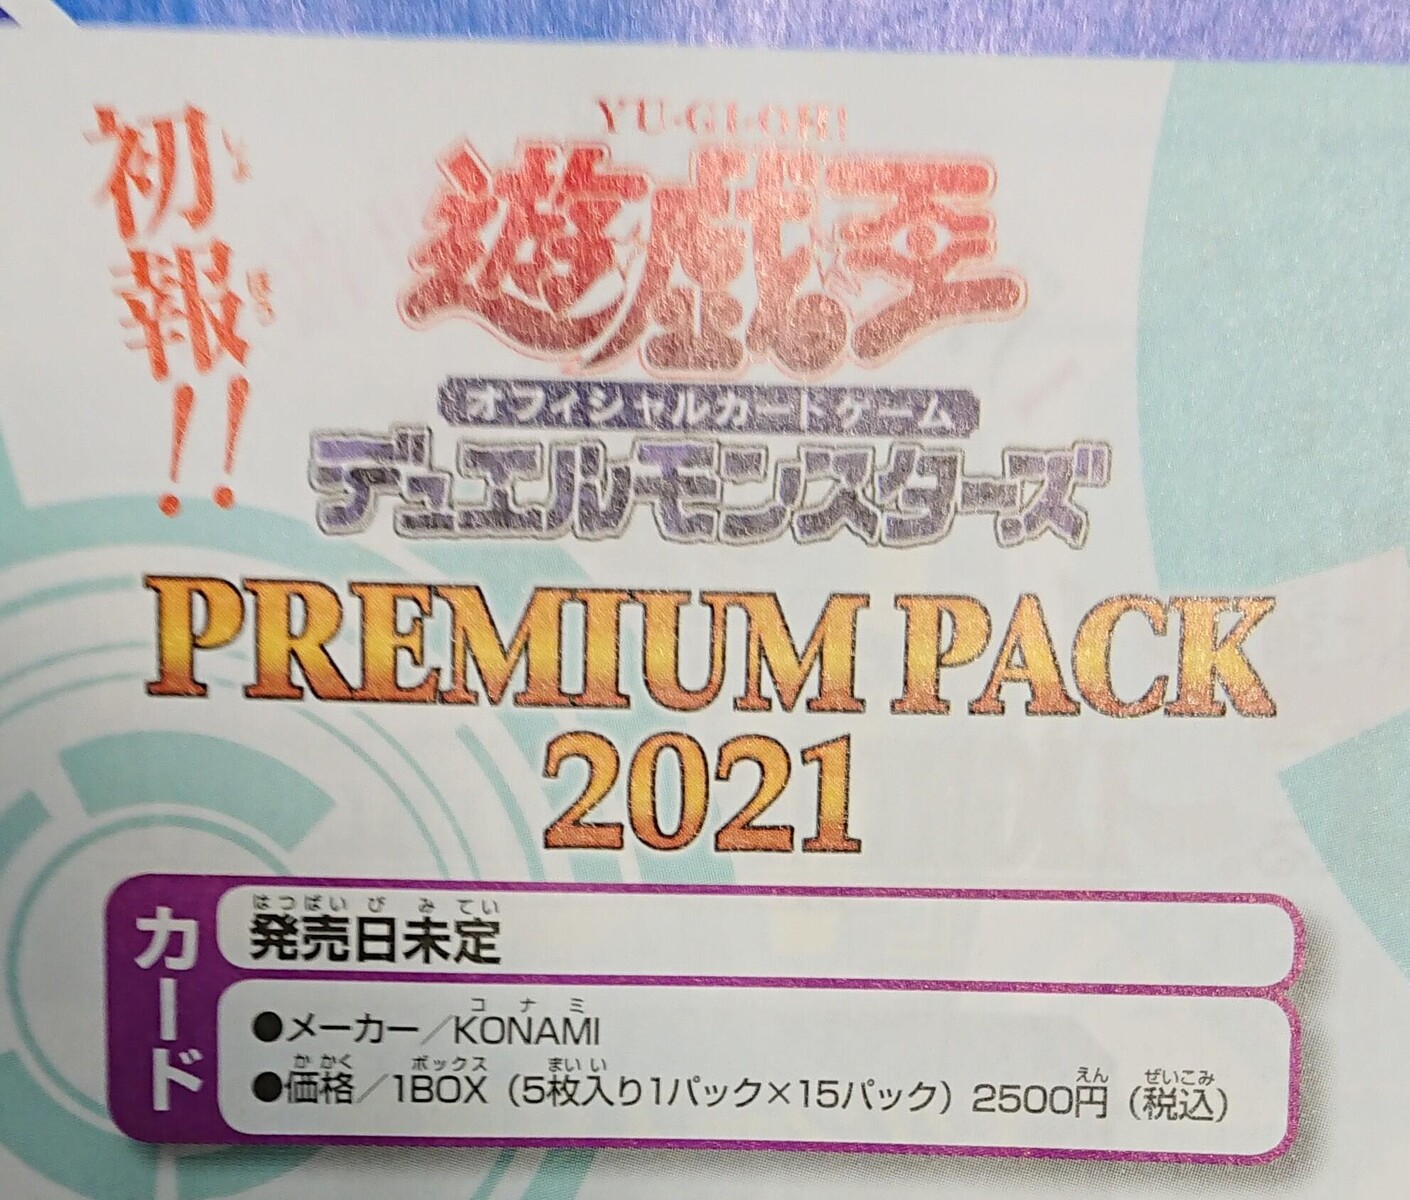 初報!!
しょ
ほう
YU-GI-OH!
遊戯王
オフィシャルカードゲーム
デュエルモンスターズ
PREMIUM PACK
2021
カード
はつばい び み てい
発売日未定
コ ナ ミ
●メーカー／KONAMI
か かく ボックス まい い えん ぜいこみ
●価格／1BOX（5枚入り1パック×15パック）2500円（税込）